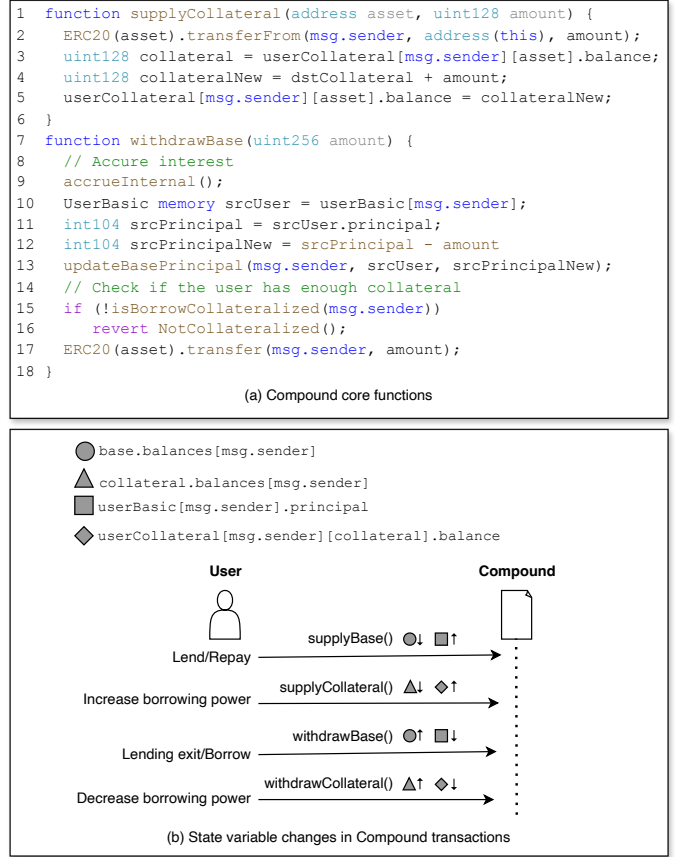 1 function supplyCollateral(address asset, uint128 amount) {
2 ERC20(asset).transferFrom(msg.sender, address(this), amount);
3 uint128 collateral = userCollateral[msg.sender][asset].balance;
4 uint128 collateralNew = dstCollateral + amount;
5 userCollateral[msg.sender][asset].balance = collateralNew;
6 }
7 function withdrawBase(uint256 amount) {
8 // Accure interest
9 accrueInternal();
10 UserBasic memory srcUser = userBasic[msg.sender];
11 int104 srcPrincipal = srcUser.principal;
12 int104 srcPrincipalNew = srcPrincipal - amount
13 updateBasePrincipal(msg.sender, srcUser, srcPrincipalNew);
14 // Check if the user has enough collateral
15 if (!isBorrowCollateralized(msg.sender))
16 revert NotCollateralized();
17 ERC20(asset).transfer(msg.sender, amount);
18 }
(a) Compound core functions
base.balances[msg.sender]
collateral.balances[msg.sender]
userBasic[msg.sender].principal
userCollateral[msg.sender][collateral].balance
User Compound
supplyBase() ↓ ↑
Lend/Repay
supplyCollateral() ↓ ↑
Increase borrowing power
withdrawBase() ↑ ↓
Lending exit/Borrow
withdrawCollateral() ↑ ↓
Decrease borrowing power
(b) State variable changes in Compound transactions